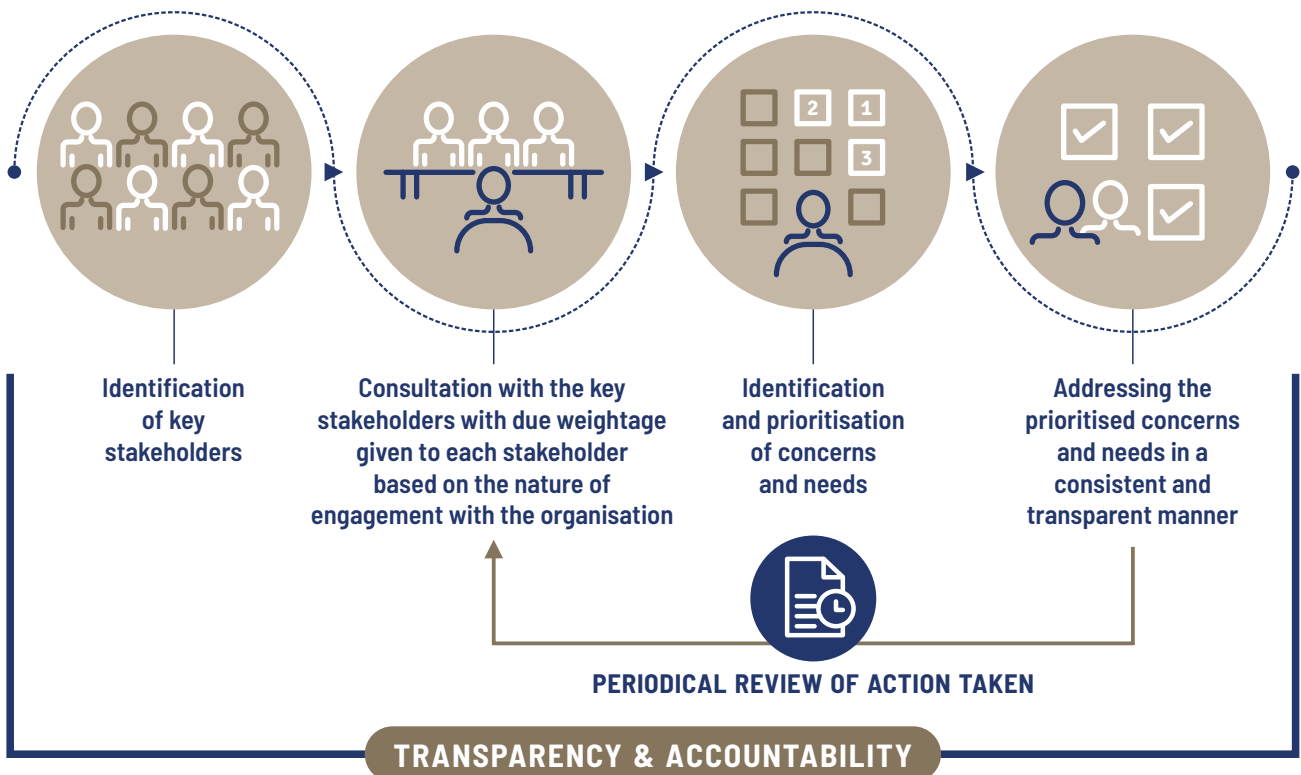 2 1
3
Identification
of key
stakeholders
Consultation with the key
stakeholders with due weightage
given to each stakeholder
based on the nature of
engagement with the organisation
Identification
and prioritisation
of concerns
and needs
Addressing the
prioritised concerns
and needs in a
consistent and
transparent manner
PERIODICAL REVIEW OF ACTION TAKEN
TRANSPARENCY & ACCOUNTABILITY